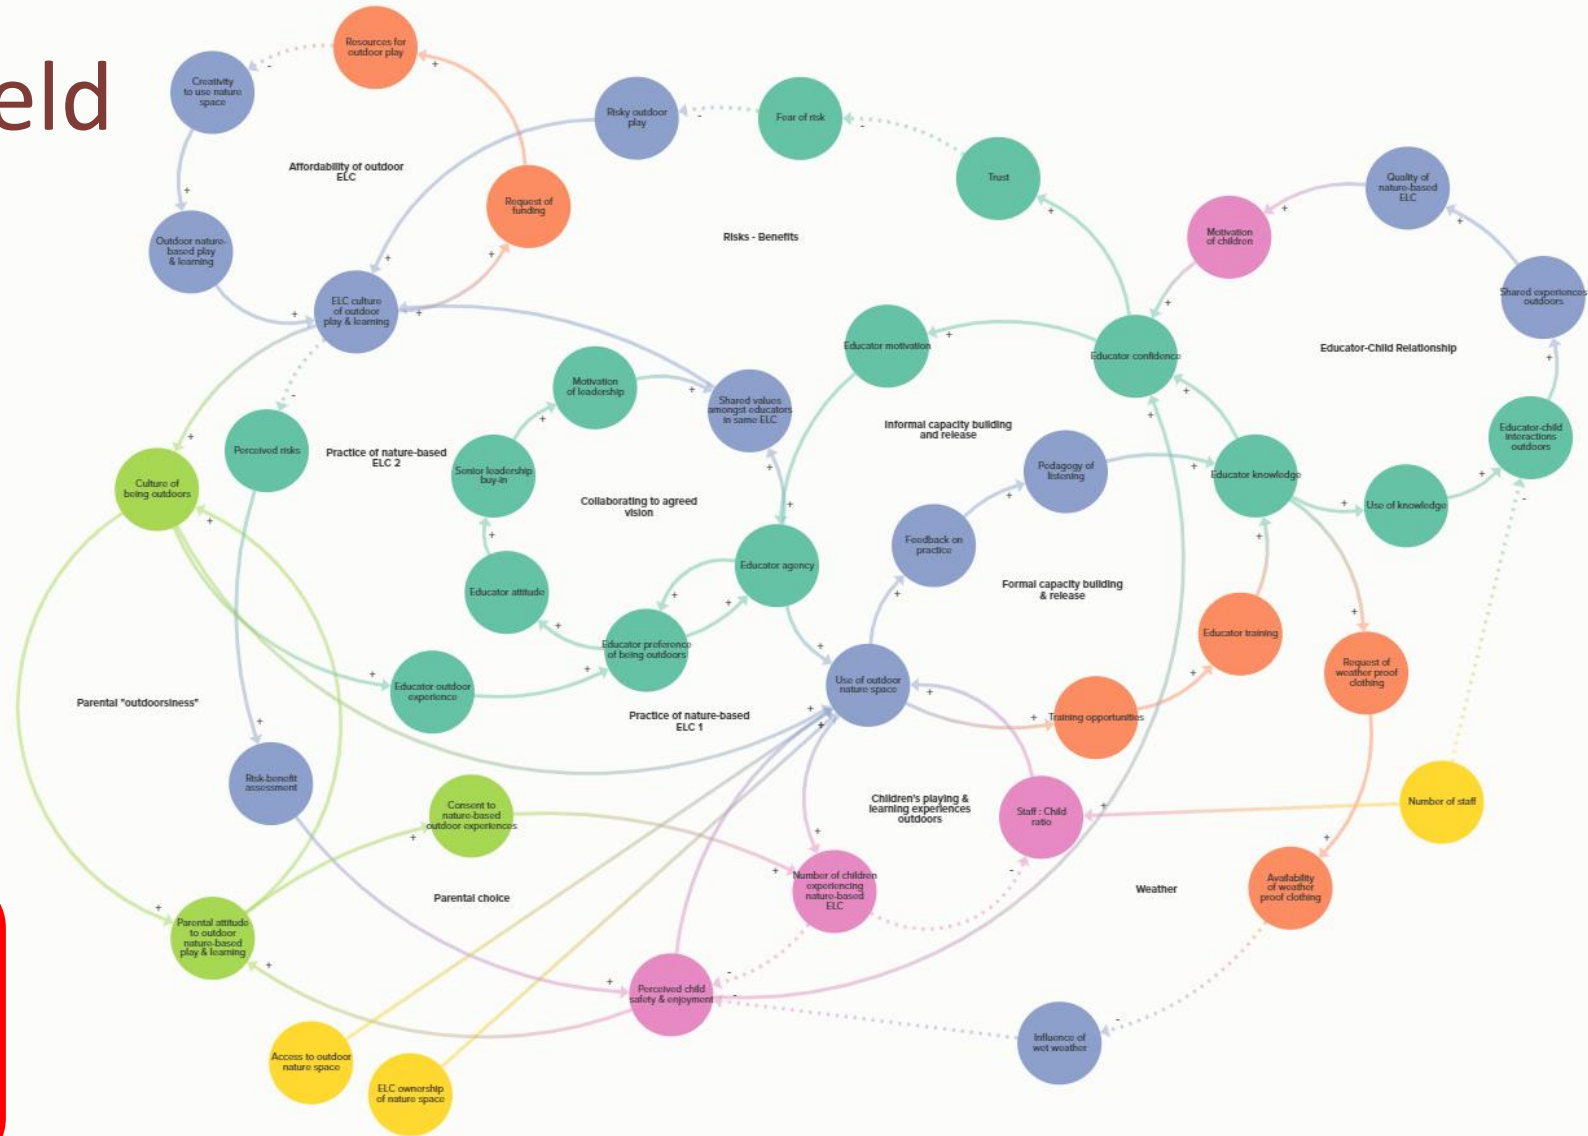 eld
Resources for
outdoor play
-
+
Creativity
to use nature
space
Risky outdoor
play
-
Fear of risk
-
Trust
+
Affordability of outdoor
ELC
+
Request of
funding
Quality of
nature-based
ELC
+
Motivation
of children
+
Outdoor nature-
based play
& learning
Risks - Benefits
+
+
+
ELC culture
of outdoor
play & learning
+
+
Shared experiences
outdoors
Educator motivation
+
Educator confidence
Educator-Child Relationship
+
-
Motivation
of leadership
+
+
+
Shared values
amongst educators
in same ELC
+
+
Informal capacity building
and release
Educator-child
interactions
outdoors
+
Perceived risks
Practice of nature-based
ELC 2
Senior leadership
buy-in
+
Pedagogy of
listening
+
Educator knowledge
+
Culture of
being outdoors
+
Collaborating to agreed
vision
+
+
+
Use of knowledge
-
+
Feedback on
practice
+
Educator agency
Educator attitude
Formal capacity building
& release
+
+
+
+
+
Educator training
Educator preference
of being outdoors
+
+
Use of outdoor
nature space
+
Request of
weather proof
clothing
+
Educator outdoor
experience
+
Parental "outdoorsiness"
Practice of nature-based
ELC 1
+
+
+
Training opportunities
+
Risk-benefit
assessment
Consent to
nature-based
outdoor experiences
+
Children's playing &
learning experiences
outdoors
Staff : Child
ratio
+
Number of staff
+
+
+
-
Number of children
experiencing
nature-based
ELC
Availability
of weather
proof clothing
Weather
Parental choice
+
Parental attitude
to outdoor
nature-based
play & learning
+
-
+
Perceived child
safety & enjoyment
-
-
Influence of
wet weather
Access to outdoor
nature space
ELC ownership
of nature space